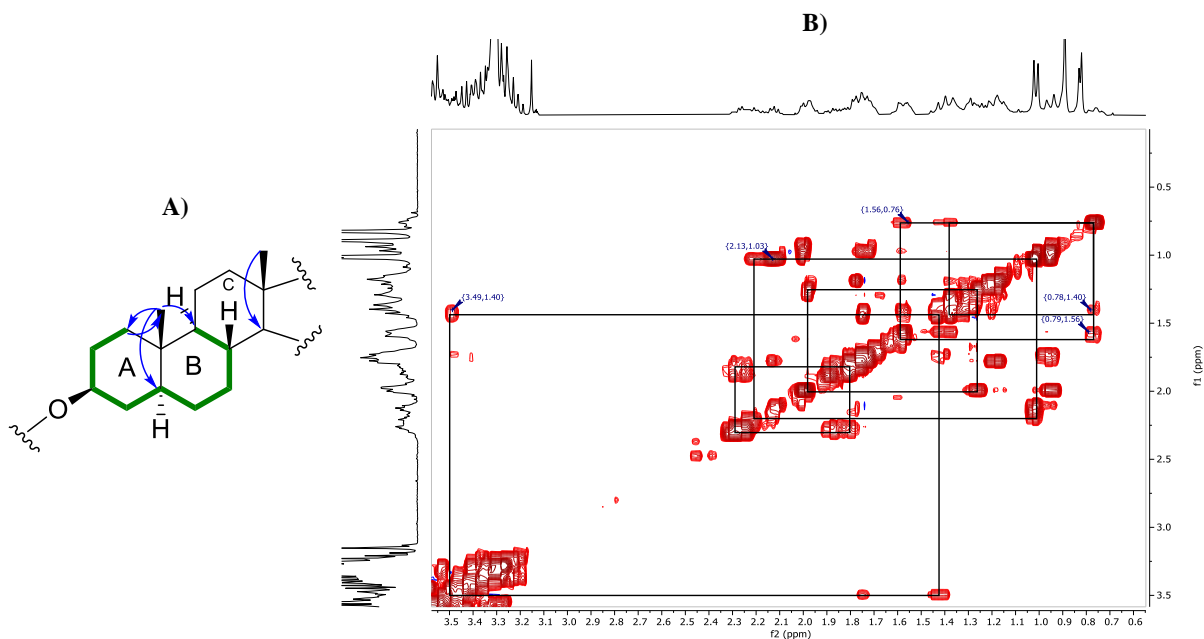 B)
A)
H
C
H
A
B
O
H
{1.56,0.76}
{2.13,1.03}
{3.49,1.40}
{0.78,1.40}
{0.79,1.56}
0.5
1.0
1.5
2.0
2.5
3.0
3.5
f1 (ppm)
3.5 3.4 3.3 3.2 3.1 3.0 2.9 2.8 2.7 2.6 2.5 2.4 2.3 2.2 2.1 2.0 1.9 1.8 1.7 1.6 1.5 1.4 1.3 1.2 1.1 1.0 0.9 0.8 0.7 0.6
f2 (ppm)